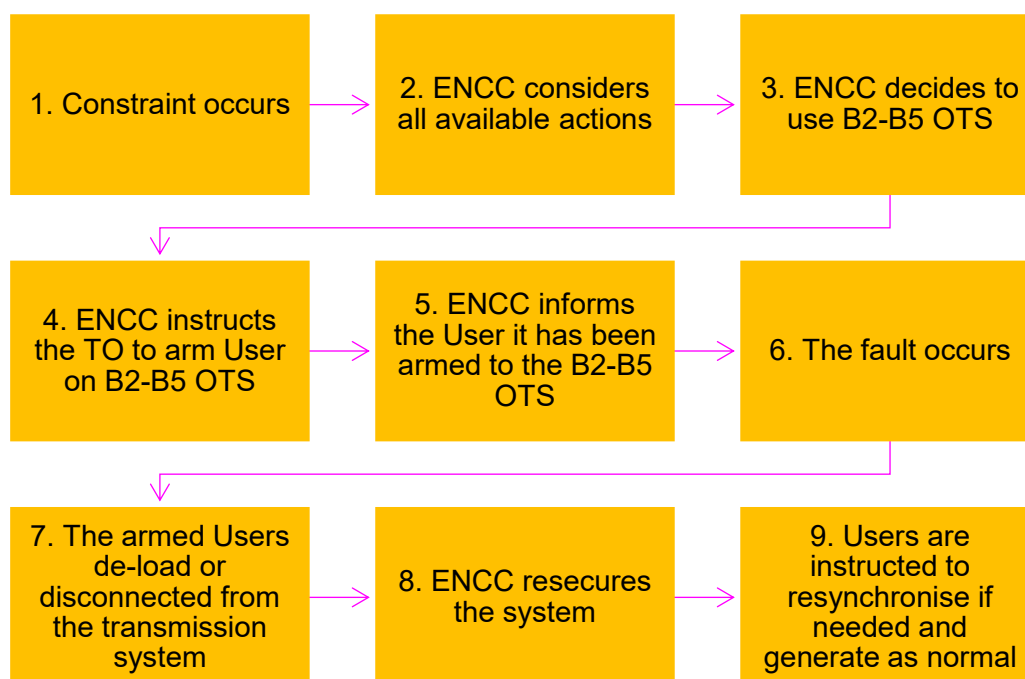 1. Constraint occurs
2. ENCC considers
all available actions
3. ENCC decides to
use B2-B5 OTS
4. ENCC instructs
the TO to arm User
on B2-B5 OTS
5. ENCC informs
the User it has been
armed to the B2-B5
OTS
6. The fault occurs
7. The armed Users
de-load or
disconnected from
the transmission
system
8. ENCC resecures
the system
9. Users are
instructed to
resynchronise if
needed and
generate as normal